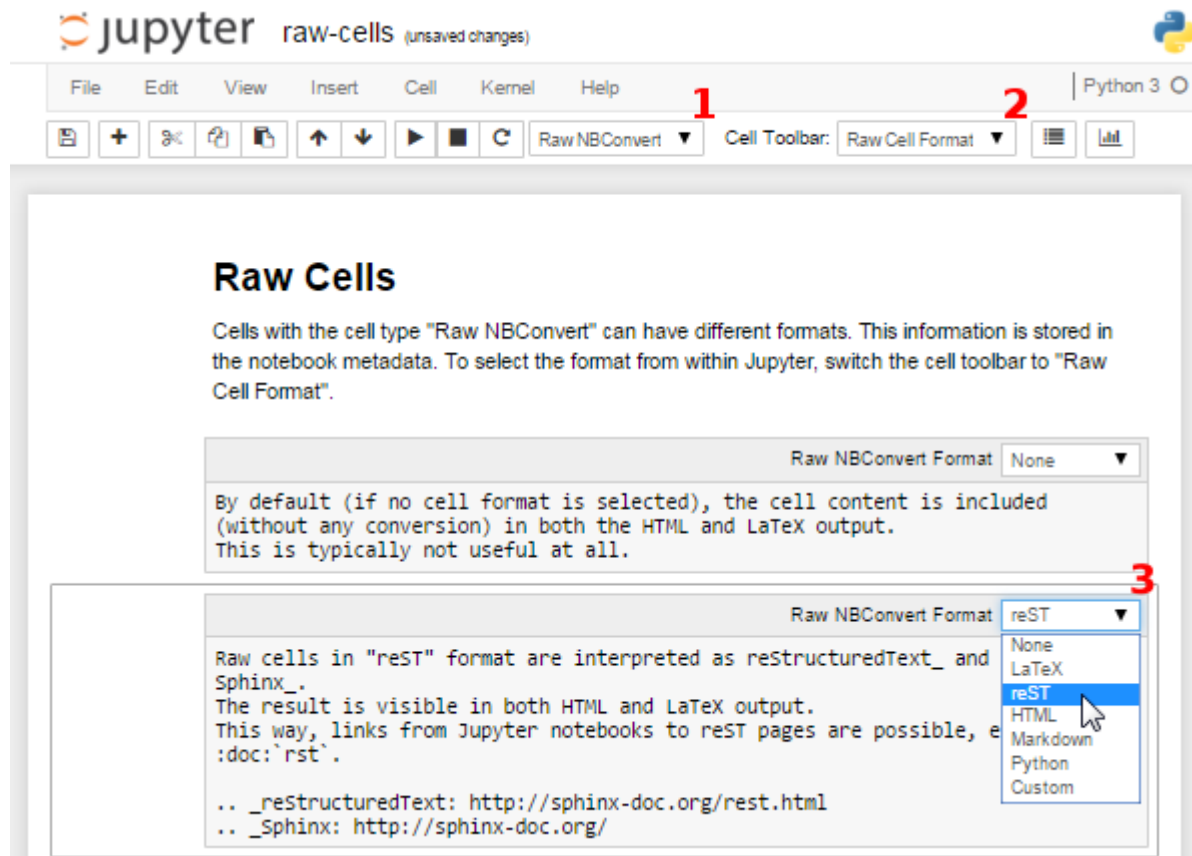 jupyter raw-cells (unsaved changes)
File Edit View Insert Cell Kernel Help 1 2 Python 3
Raw NBConvert Cell Toolbar: Raw Cell Format
Raw Cells
Cells with the cell type "Raw NBConvert" can have different formats. This information is stored in
the notebook metadata. To select the format from within Jupyter, switch the cell toolbar to "Raw
Cell Format".
Raw NBConvert Format None
By default (if no cell format is selected), the cell content is included
(without any conversion) in both the HTML and LaTeX output.
This is typically not useful at all.
3
Raw NBConvert Format reST
Raw cells in "reST" format are interpreted as reStructuredText_ and
Sphinx_.
The result is visible in both HTML and LaTeX output.
This way, links from Jupyter notebooks to reST pages are possible, e
:doc:`rst`.
.. _reStructuredText: http://sphinx-doc.org/rest.html
.. _Sphinx: http://sphinx-doc.org/
None
LaTeX
reST
HTML
Markdown
Python
Custom